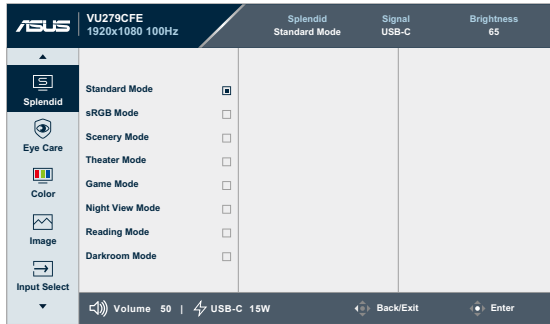 ASUS
VU279CFE
1920x1080 100Hz
Splendid
Standard Mode
Signal
USB-C
Brightness
65
Splendid
Eye Care
Color
Image
Input Select
Standard Mode
sRGB Mode
Scenery Mode
Theater Mode
Game Mode
Night View Mode
Reading Mode
Darkroom Mode
Volume 50 | USB-C 15W
Back/Exit
Enter